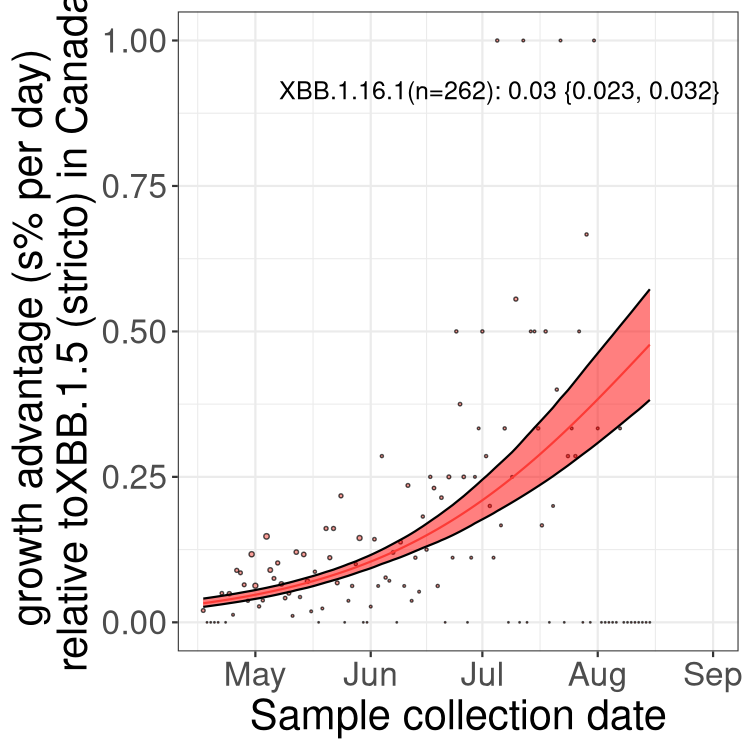 growth advantage (s% per day)
relative toXBB.1.5 (stricto) in Canada
1.00
0.75
0.50
0.25
0.00
XBB.1.16.1(n=262): 0.03 {0.023, 0.032}
May Jun Jul Aug Sep
Sample collection date